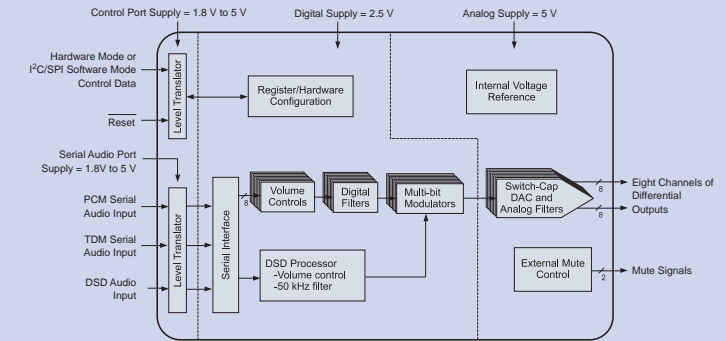 Control Port Supply = 1.8 V to 5 V
Digital Supply = 2.5 V
Analog Supply = 5 V
Hardware Mode or
I²C/SPI Software Mode
Control Data
Reset
Level Translator
Register/Hardware
Configuration
Internal Voltage
Reference
Serial Audio Port
Supply = 1.8V to 5 V
PCM Serial
Audio Input
TDM Serial
Audio Input
DSD Audio
Input
Level Translator
Serial Interface
8
Volume
Controls
Digital
Filters
Multi-bit
Modulators
Switch-Cap
DAC and
Analog Filters
8
8
Eight Channels of
Differential
Outputs
DSD Processor
-Volume control
-50 kHz filter
External Mute
Control
2
Mute Signals